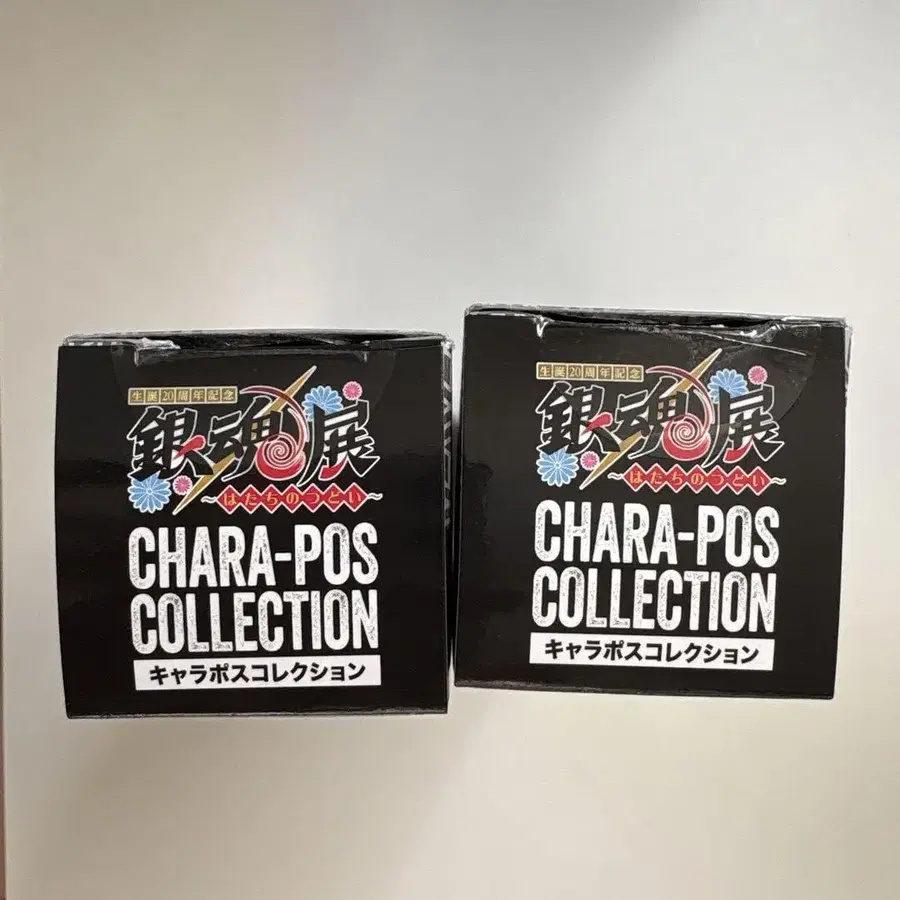 生誕20周年記念
銀魂展
～はたちのつどい～
CHARA-POS
COLLECTION
キャラポスコレクション
生誕20周年記念
銀魂展
～はたちのつどい～
CHARA-POS
COLLECTION
キャラポスコレクション